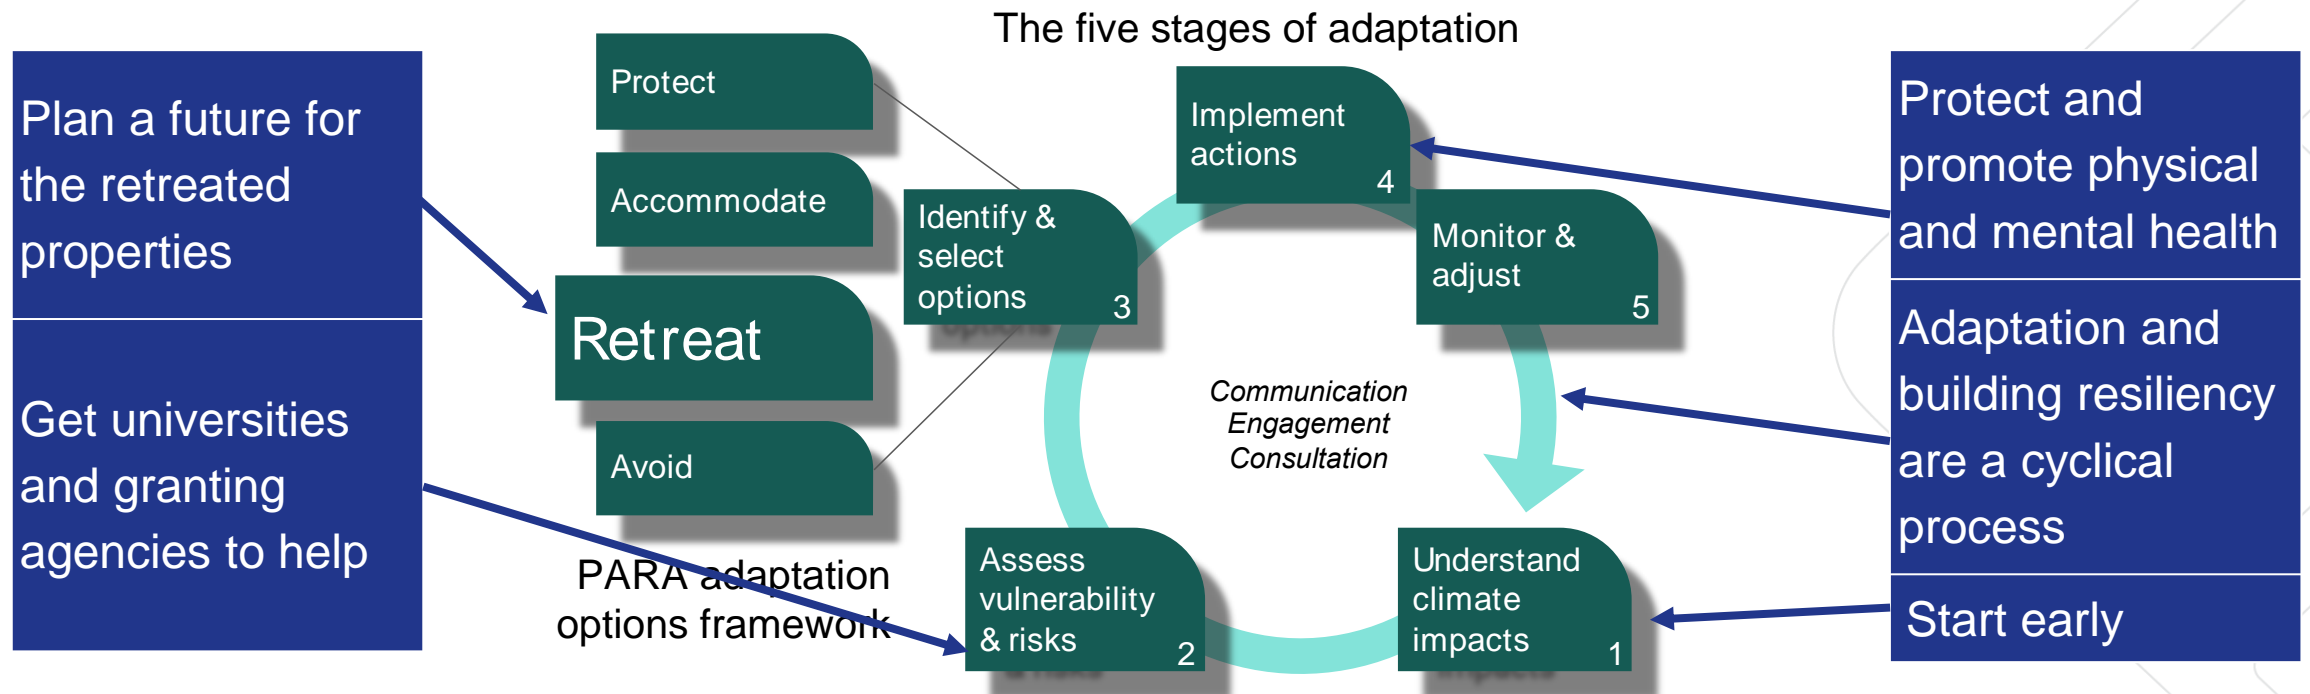 The five stages of adaptation
Plan a future for
the retreated
properties
Get universities
and granting
agencies to help
Protect
Accommodate
Retreat
Avoid
PARA adaptation
options framework
Identify &
select
options
3
Implement
actions
4
Monitor &
adjust
5
Communication
Engagement
Consultation
Assess
vulnerability
& risks
2
Understand
climate
impacts
1
Protect and
promote physical
and mental health
Adaptation and
building resiliency
are a cyclical
process
Start early